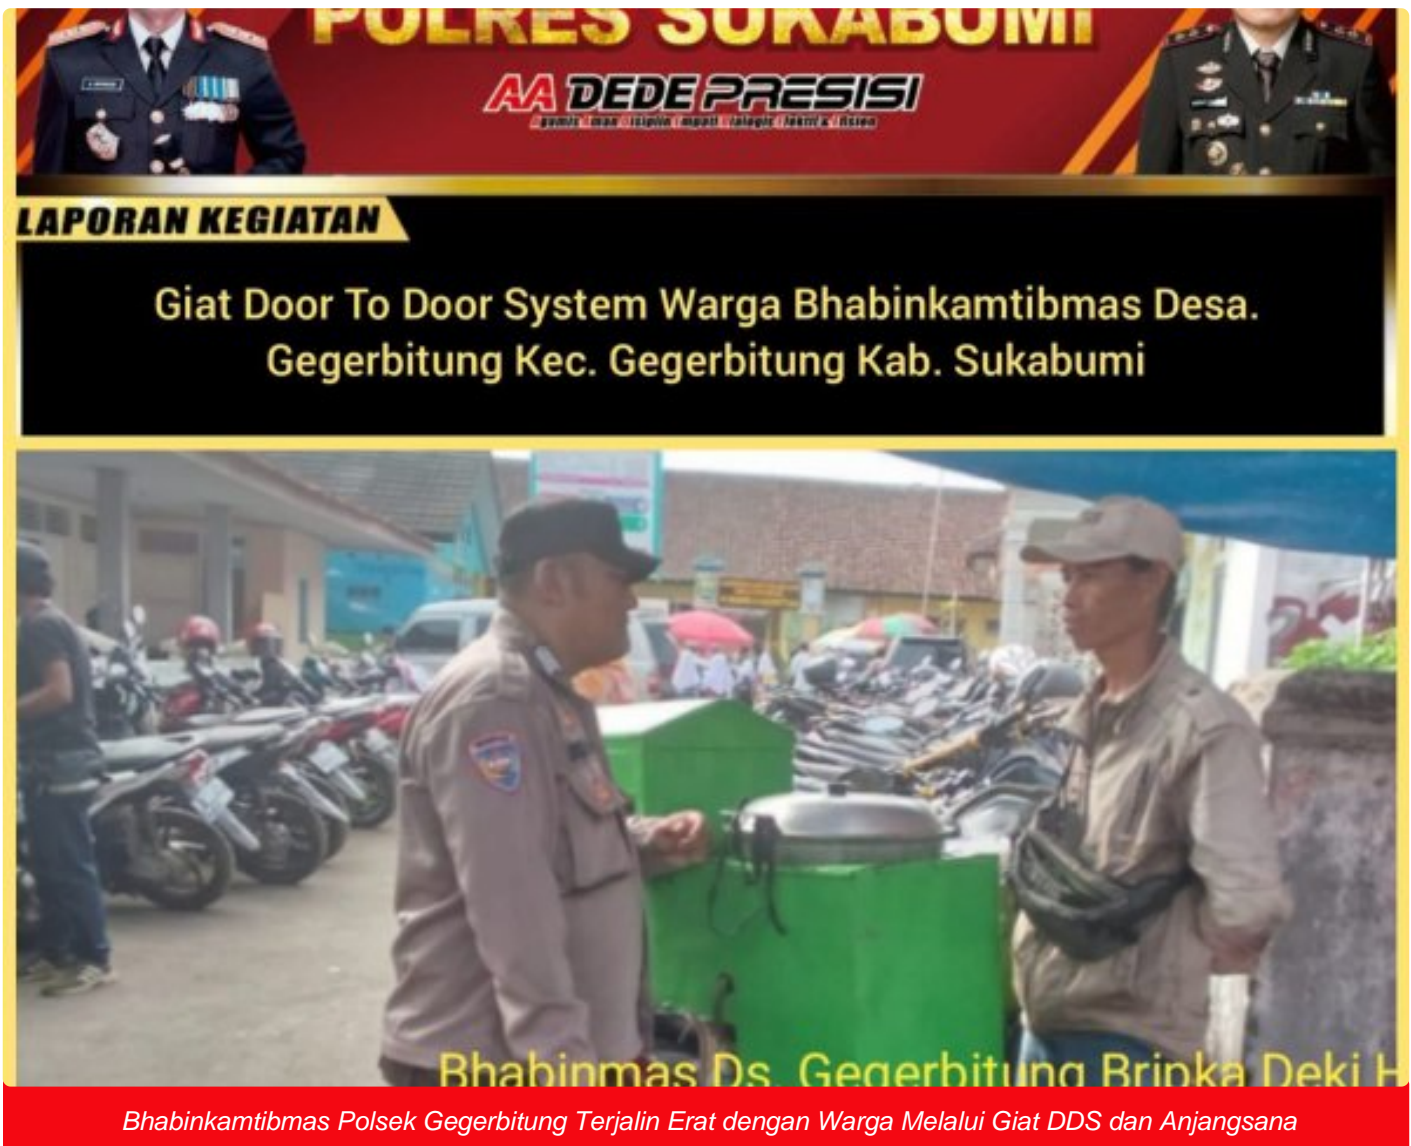 POLRES SUKABUMI
AA DEDE PRESISI
LAPORAN KEGIATAN
Giat Door To Door System Warga Bhabinkamtibmas Desa.
Gegerbitung Kec. Gegerbitung Kab. Sukabumi
Bhabinmas Ds. Gegerbitung Bripka Deki H
Bhabinkamtibmas Polsek Gegerbitung Terjalin Erat dengan Warga Melalui Giat DDS dan Anjangsana